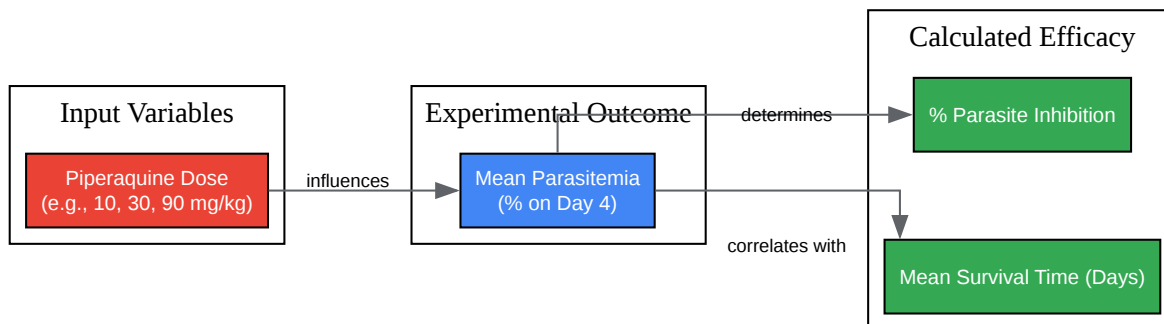 Input Variables
Piperaquine Dose
(e.g., 10, 30, 90 mg/kg)
influences
Experimental Outcome
Mean Parasitemia
(% on Day 4)
determines
correlates with
Calculated Efficacy
% Parasite Inhibition
Mean Survival Time (Days)